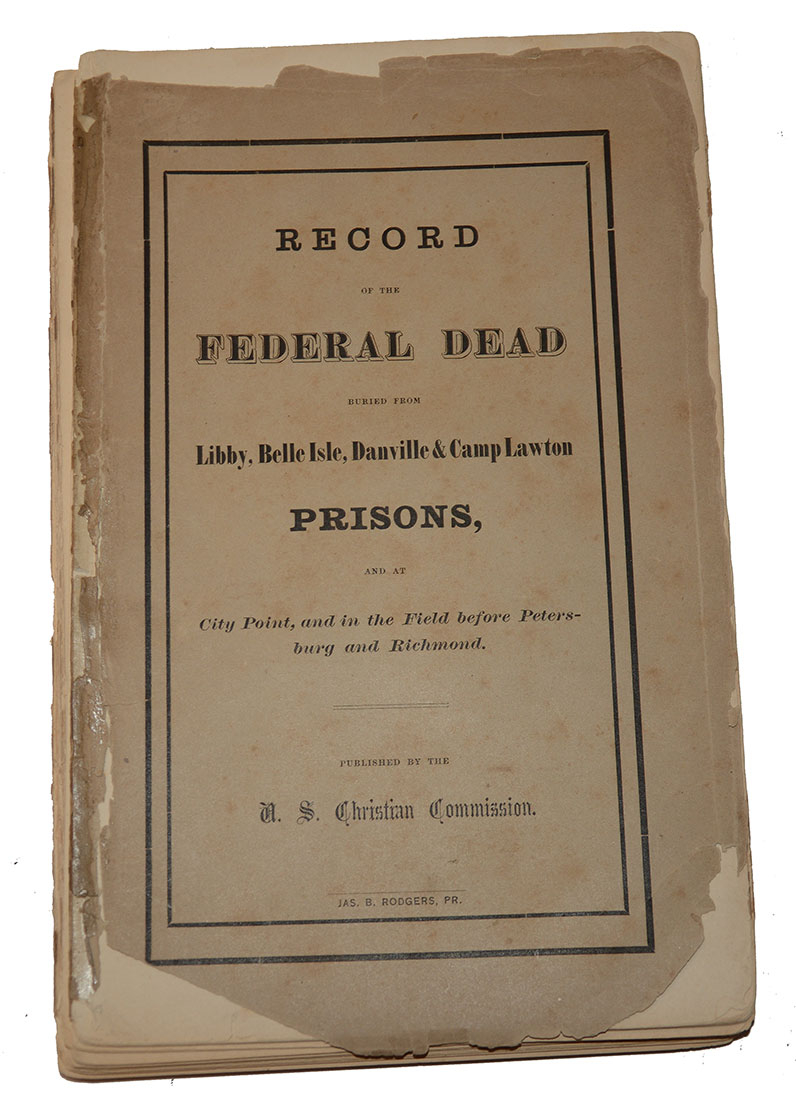 RECORD
OF THE
FEDERAL DEAD
BURIED FROM
Libby, Belle Isle, Danville & Camp Lawton
PRISONS,
AND AT
City Point, and in the Field before Peters-
burg and Richmond.
PUBLISHED BY THE
U. S. Christian Commission.
JAS. B. RODGERS, PR.